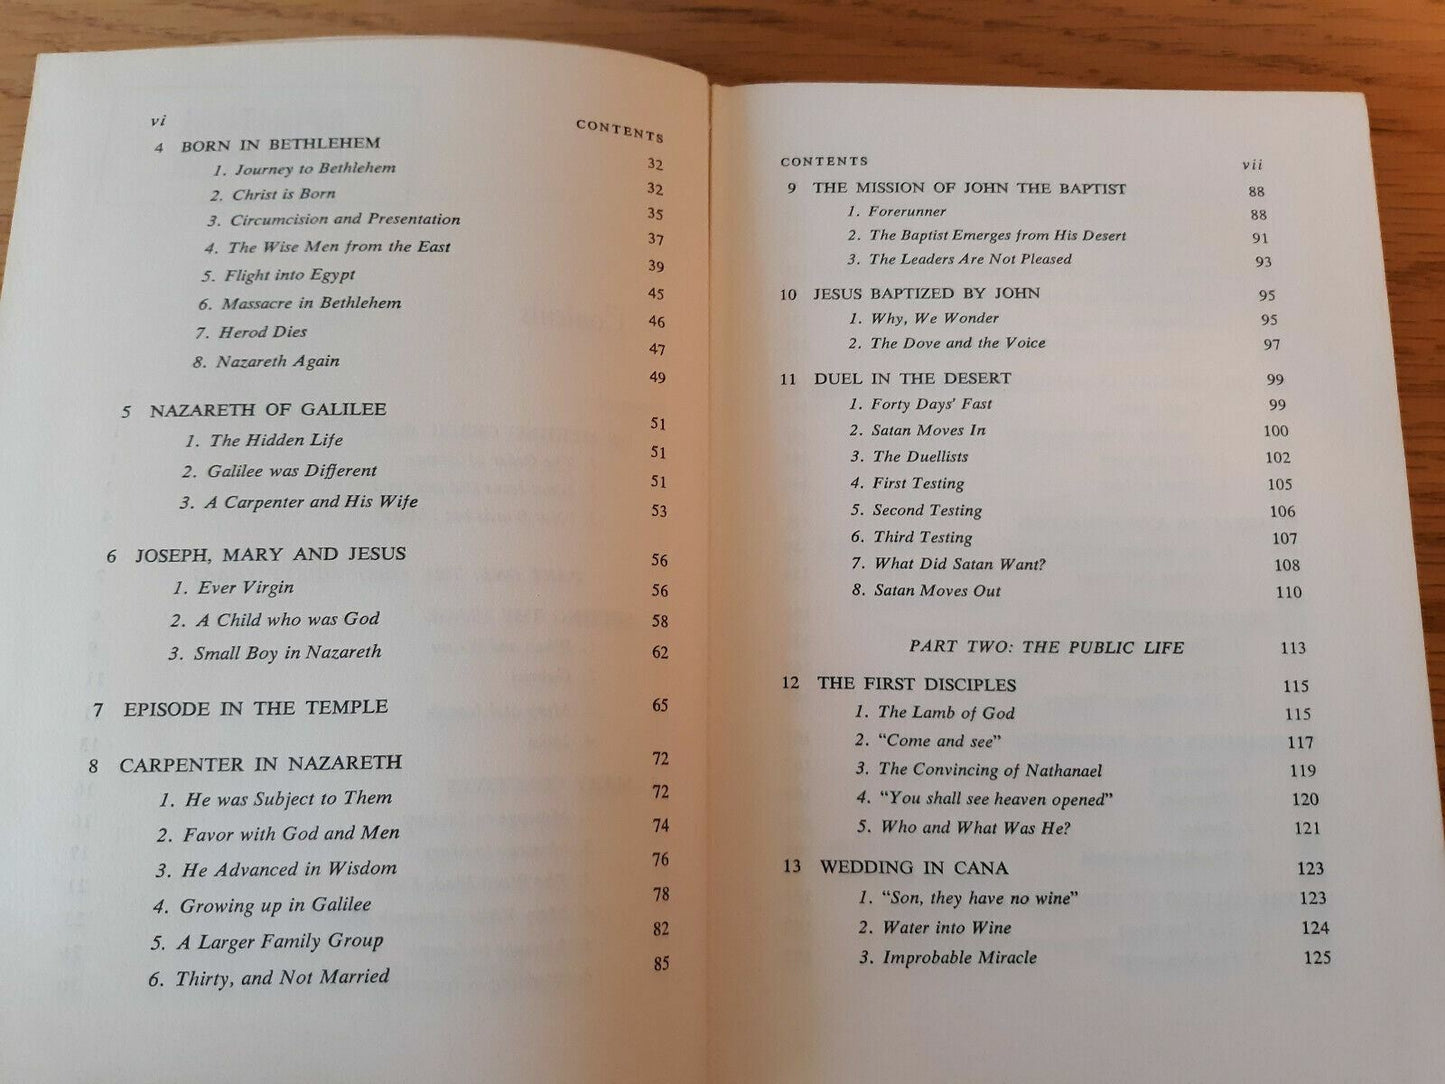 vi CONTENTS
4 BORN IN BETHLEHEM 32
1. Journey to Bethlehem 32
2. Christ is Born 35
3. Circumcision and Presentation 37
4. The Wise Men from the East 39
5. Flight into Egypt 45
6. Massacre in Bethlehem 46
7. Herod Dies 47
8. Nazareth Again 49
5 NAZARETH OF GALILEE 51
1. The Hidden Life 51
2. Galilee was Different 51
3. A Carpenter and His Wife 53
6 JOSEPH, MARY AND JESUS 56
1. Ever Virgin 56
2. A Child who was God 58
3. Small Boy in Nazareth 62
7 EPISODE IN THE TEMPLE 65
8 CARPENTER IN NAZARETH 72
1. He was Subject to Them 72
2. Favor with God and Men 74
3. He Advanced in Wisdom 76
4. Growing up in Galilee 78
5. A Larger Family Group 82
6. Thirty, and Not Married 85
CONTENTS vii
9 THE MISSION OF JOHN THE BAPTIST 88
1. Forerunner 88
2. The Baptist Emerges from His Desert 91
3. The Leaders Are Not Pleased 93
10 JESUS BAPTIZED BY JOHN 95
1. Why, We Wonder 95
2. The Dove and the Voice 97
11 DUEL IN THE DESERT 99
1. Forty Days' Fast 99
2. Satan Moves In 100
3. The Duellists 102
4. First Testing 105
5. Second Testing 106
6. Third Testing 107
7. What Did Satan Want? 108
8. Satan Moves Out 110
PART TWO: THE PUBLIC LIFE 113
12 THE FIRST DISCIPLES 115
1. The Lamb of God 115
2. “Come and see” 117
3. The Convincing of Nathanael 119
4. “You shall see heaven opened” 120
5. Who and What Was He? 121
13 WEDDING IN CANA 123
1. “Son, they have no wine” 123
2. Water into Wine 124
3. Improbable Miracle 125